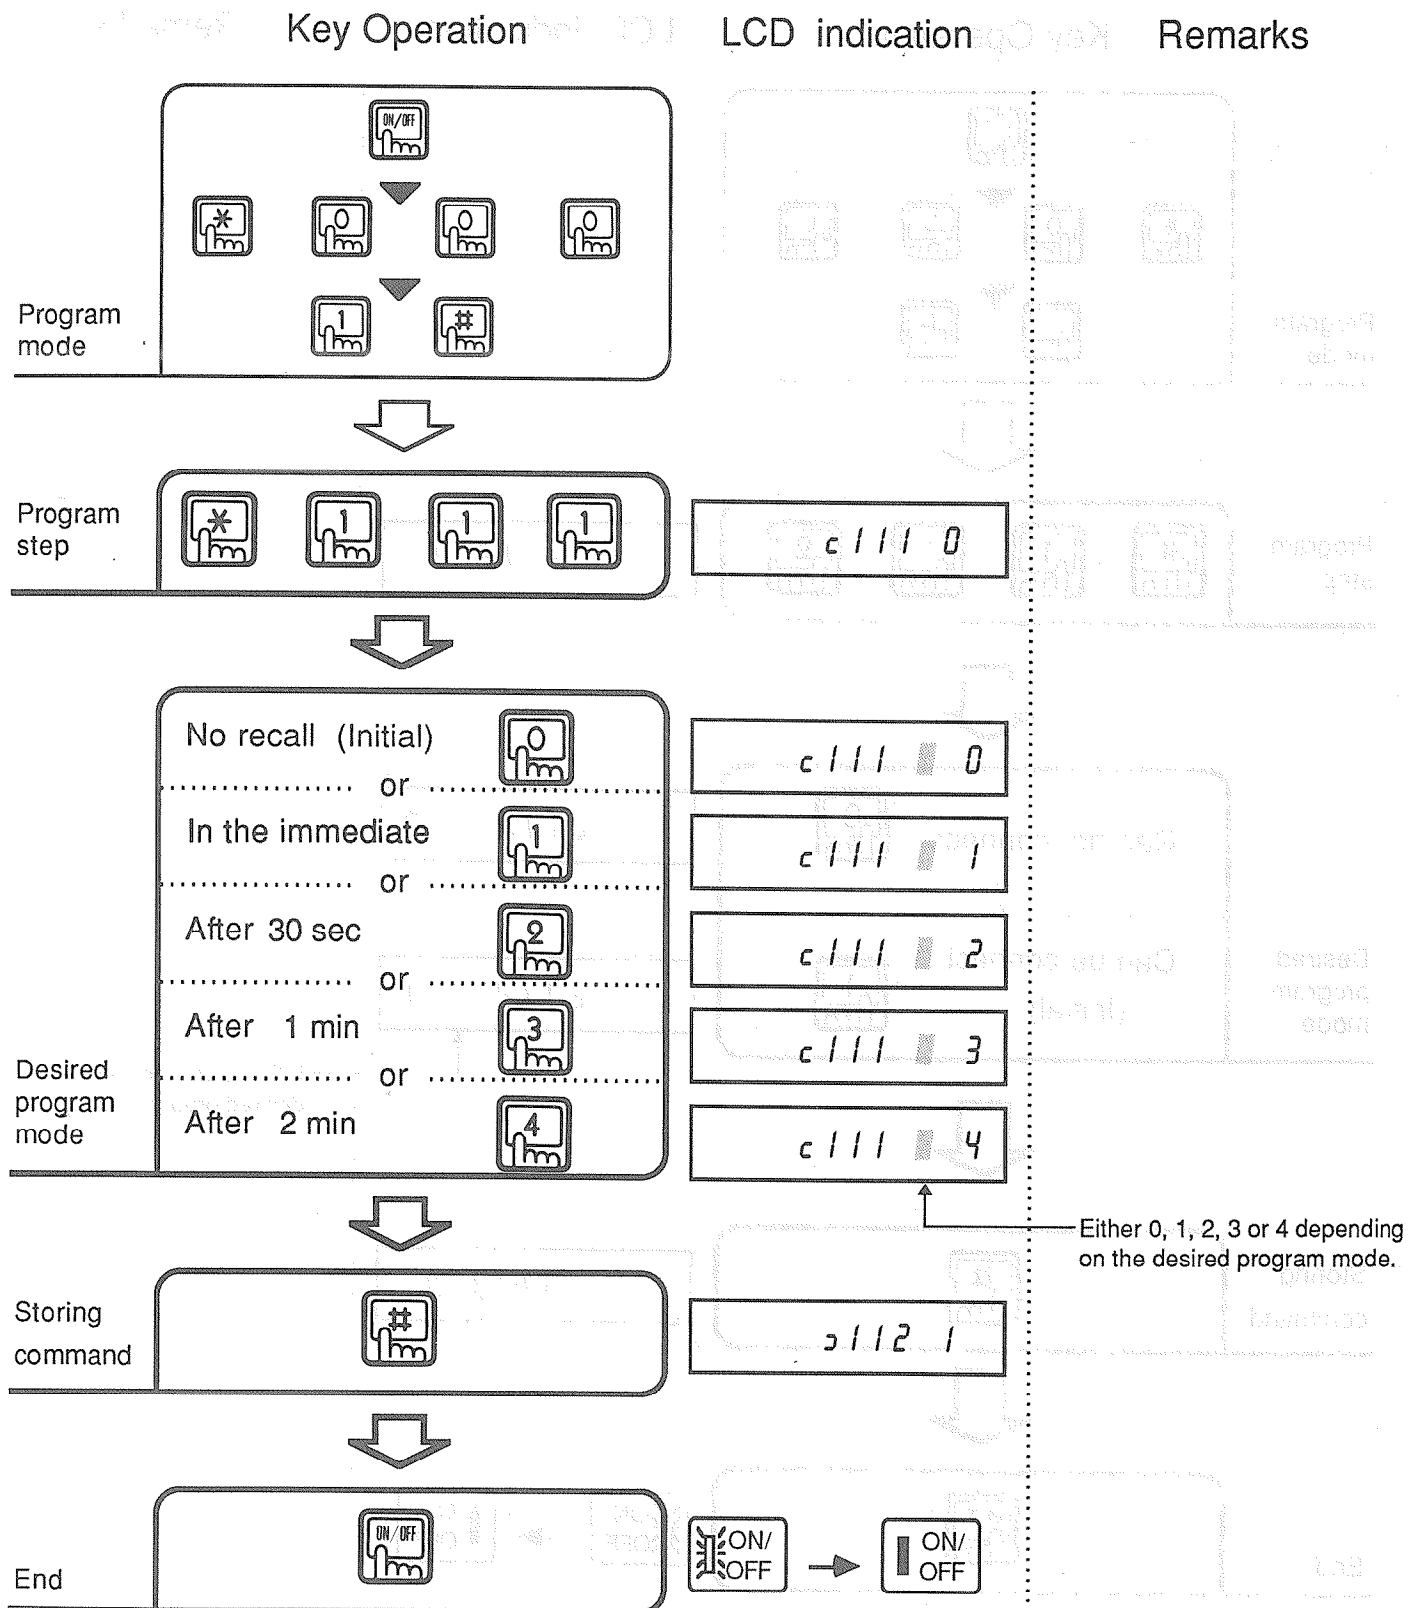 Key Operation LCD indication Remarks
ON/OFF
* 0 0 0
1 #
Program
mode
Program
step
* 1 1 1
c111 0
No recall (Initial) 0 c111 0
or
In the immediate 1 c111 1
or
After 30 sec 2 c111 2
or
After 1 min 3 c111 3
or
After 2 min 4 c111 4
Desired
program
mode
Either 0, 1, 2, 3 or 4 depending
on the desired program mode.
Storing
command
#
ɔ112 1
End
ON/OFF
ON/
OFF
ON/
OFF